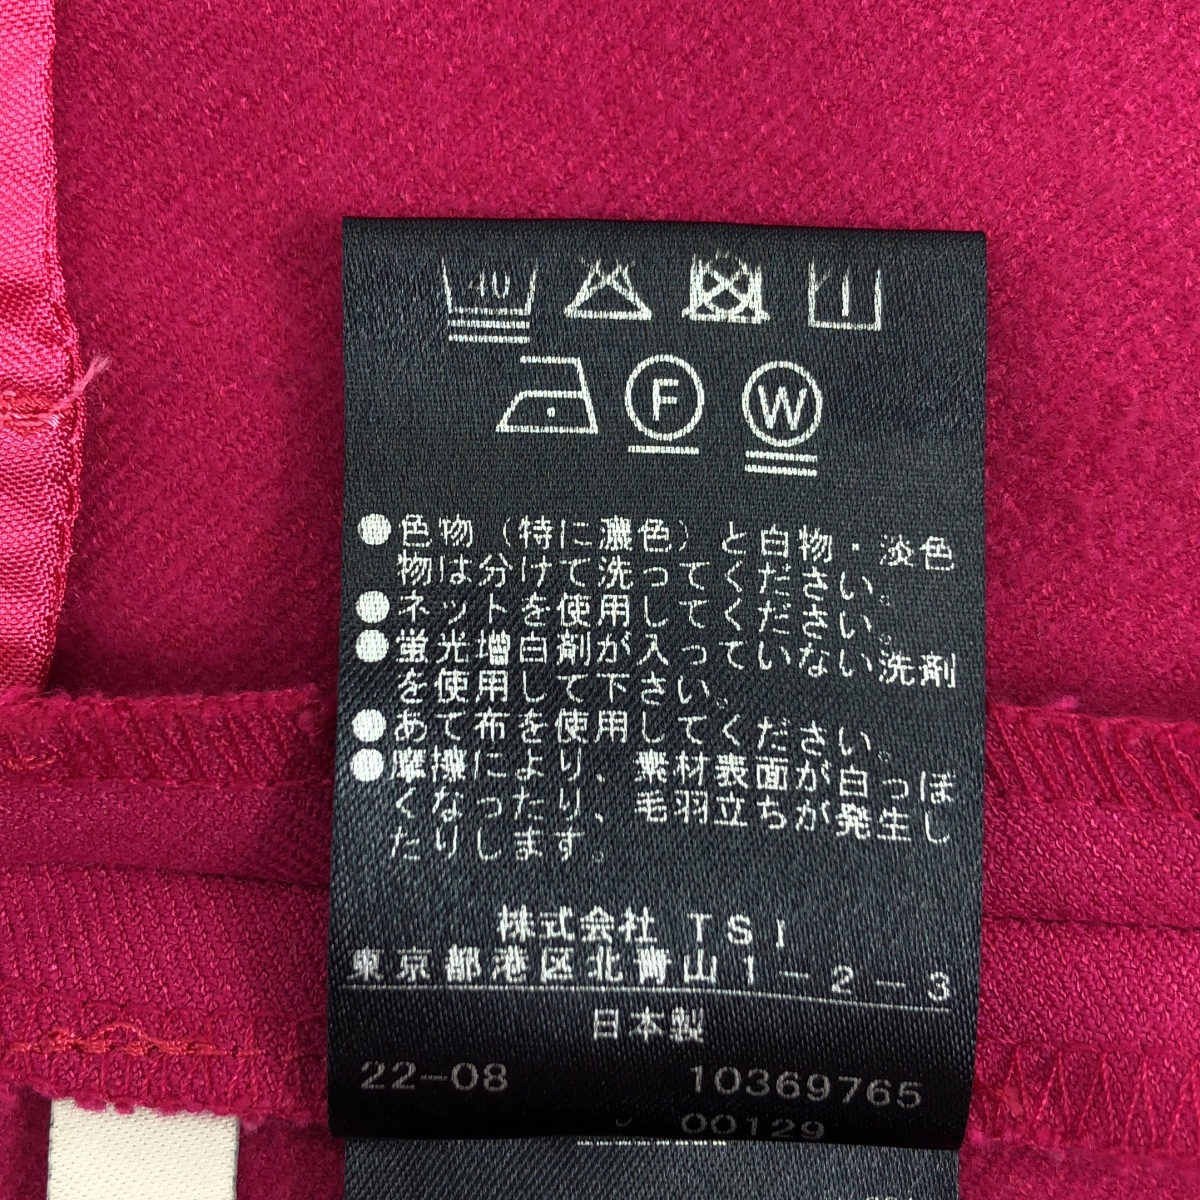 40
F W
●色物（特に濃色）と白物・淡色
物は分けて洗ってください。
●ネットを使用してください。
●蛍光増白剤が入っていない洗剤
を使用して下さい。
●あて布を使用してください。
●摩擦により、素材表面が白っぽ
くなったり、毛羽立ちが発生し
たりします。
株式会社 TSI
東京都港区北青山1-2-3
日本製
22-08 10369765
00129